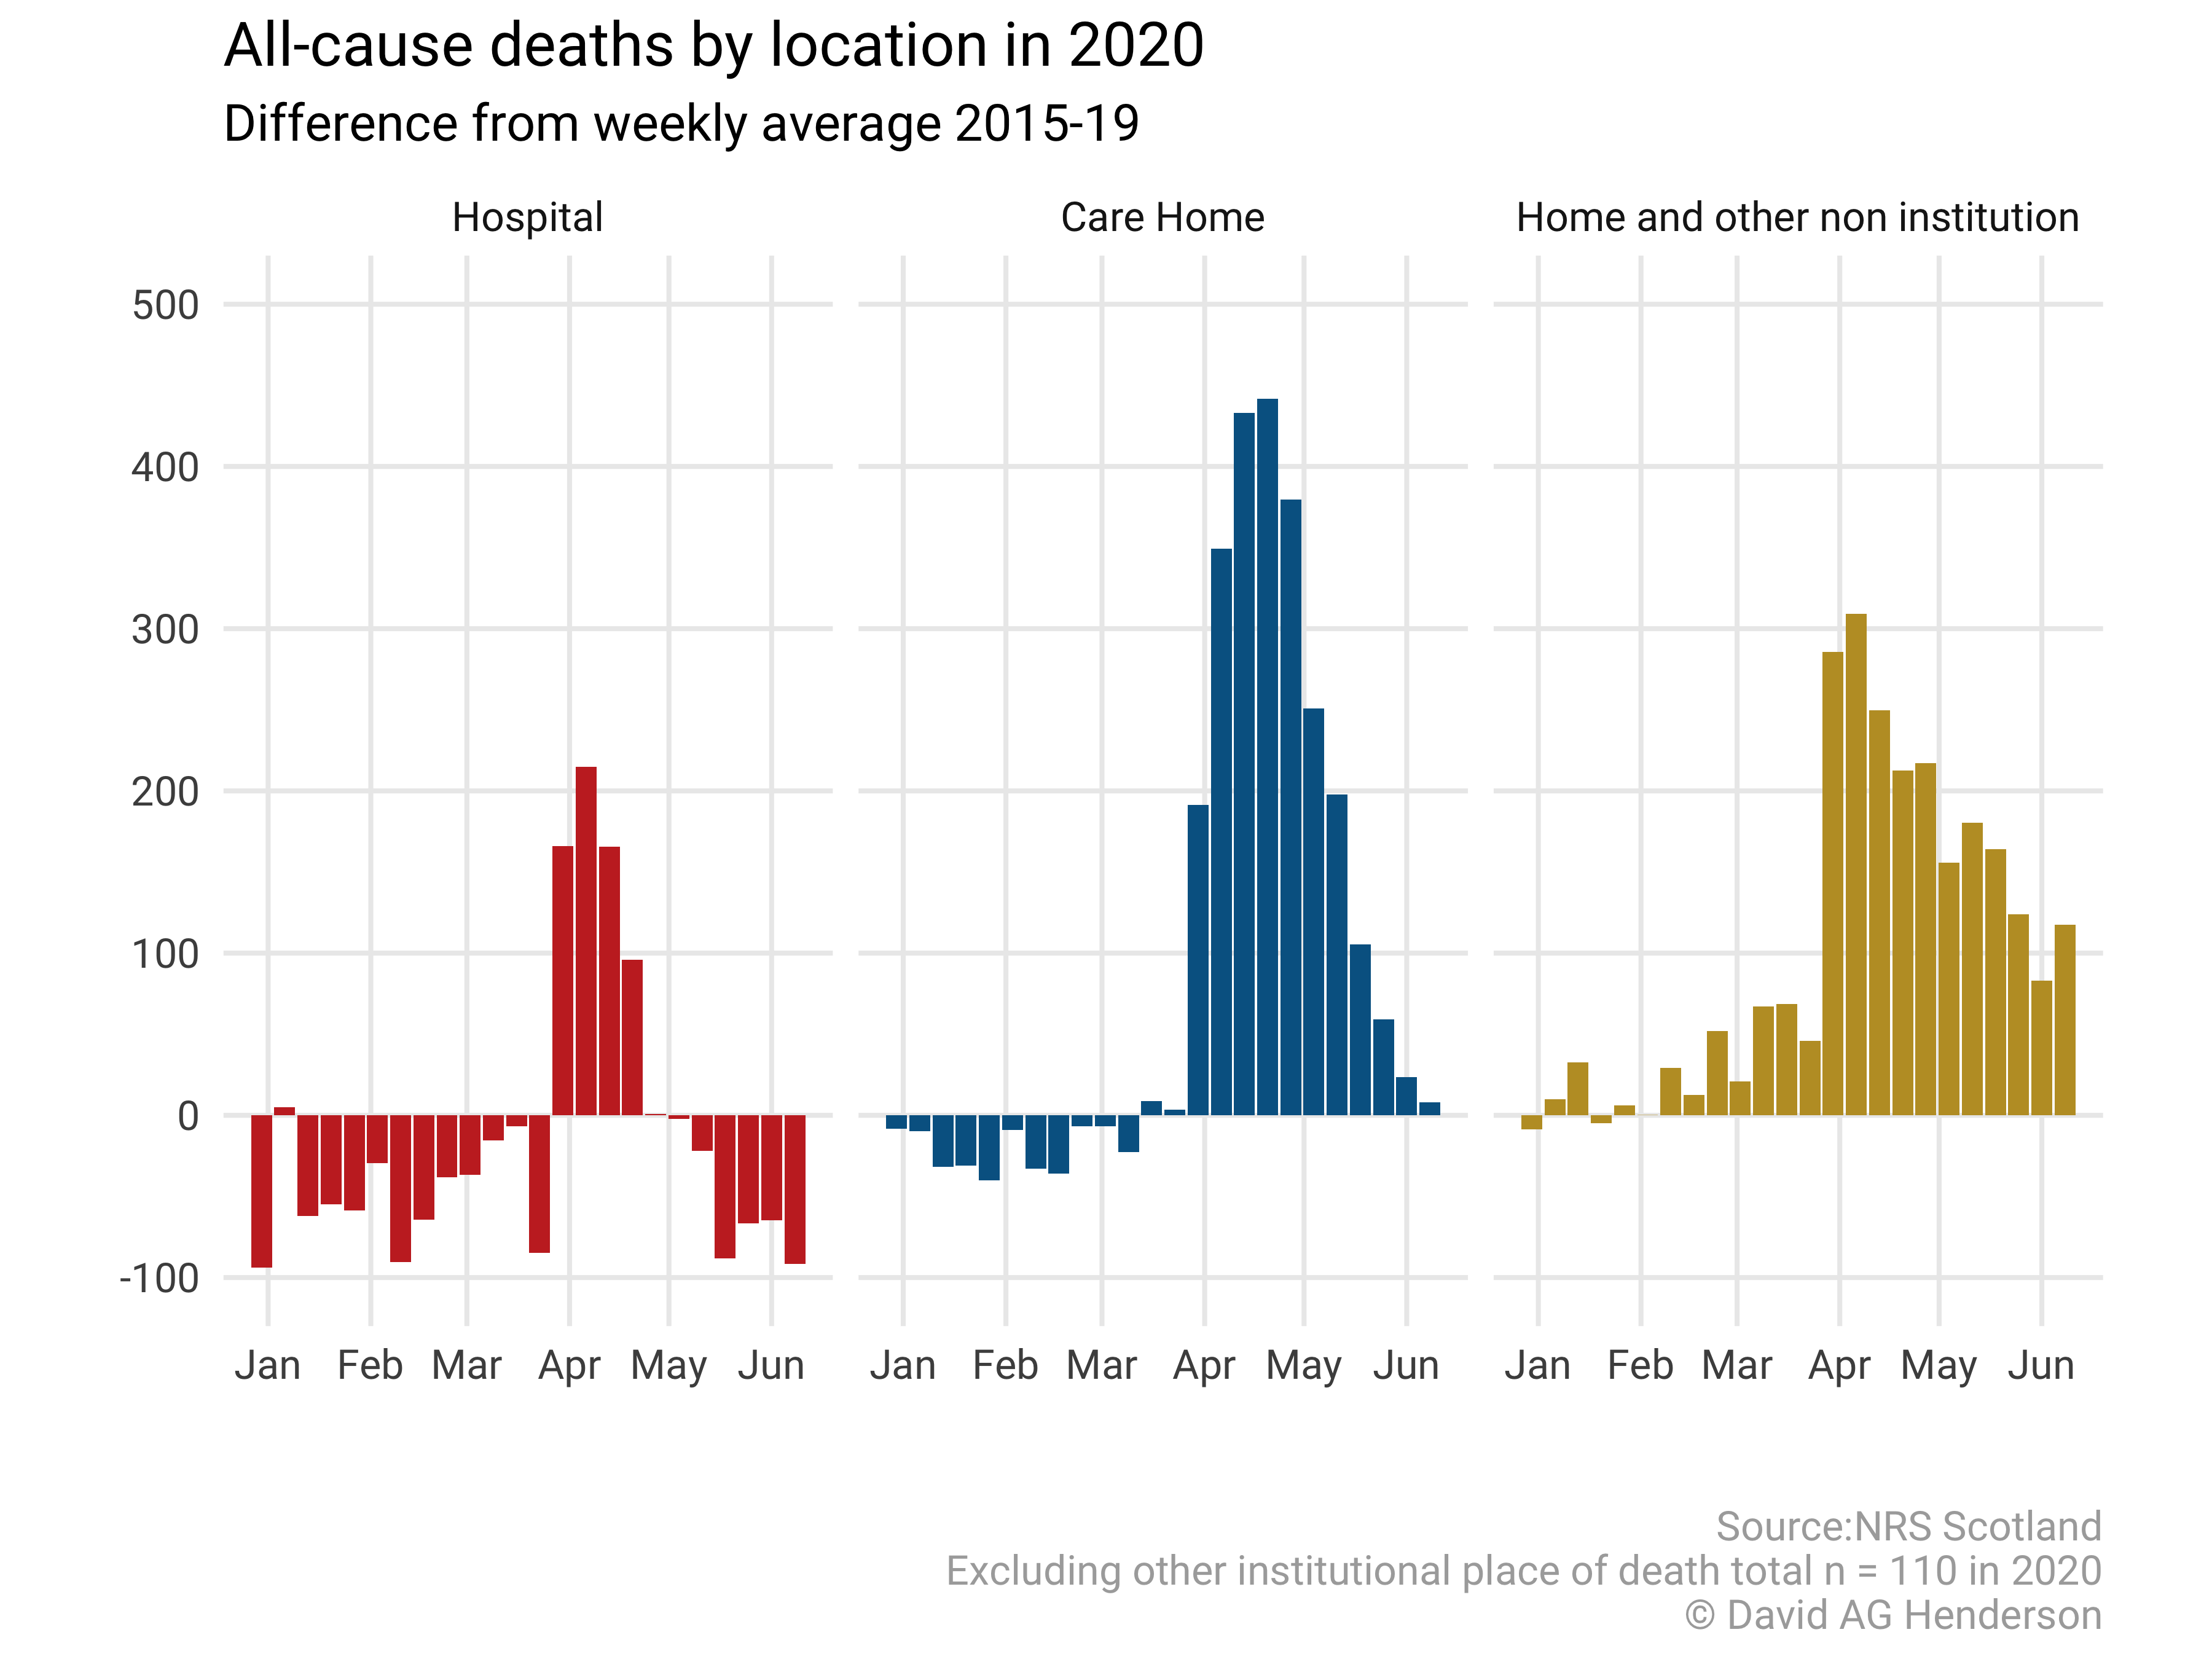 All-cause deaths by location in 2020
Difference from weekly average 2015-19
Hospital
Care Home
Home and other non institution
500
400
300
200
100
0
-100
Jan Feb Mar Apr May Jun
Jan Feb Mar Apr May Jun
Jan Feb Mar Apr May Jun
Source:NRS Scotland
Excluding other institutional place of death total n = 110 in 2020
© David AG Henderson